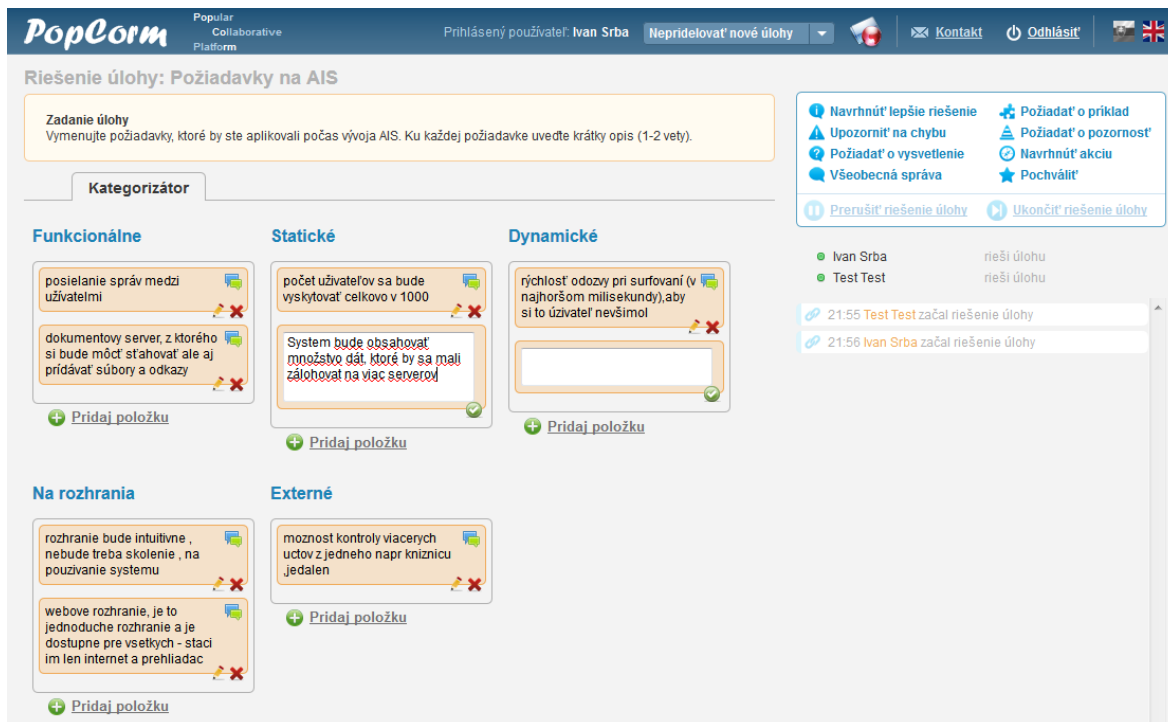 PopCorm
Popular
Collaborative
Platform
Prihlásený používateľ: Ivan Srba
Nepridelovať nové úlohy
Kontakt
Odhlásiť
Riešenie úlohy: Požiadavky na AIS
Zadanie úlohy
Vymenujte požiadavky, ktoré by ste aplikovali počas vývoja AIS. Ku každej požiadavke uveďte krátky opis (1-2 vety).
Kategorizátor
Funkcionálne
posielanie správ medzi
užívatelmi
dokumentovy server, z ktorého
si bude môcť sťahovať ale aj
prídávať súbory a odkazy
Pridaj položku
Statické
počet uživateľov sa bude
vyskytovať celkovo v 1000
System bude obsahovať
množstvo dát, ktoré by sa mali
zálohovat na viac serverov
Pridaj položku
Dynamické
rýchlosť odozvy pri surfovaní (v
najhoršom milisekundy),aby
si to úzivateľ nevšimol
Pridaj položku
Na rozhrania
rozhranie bude intuitivne ,
nebude treba skolenie , na
pouzivanie systemu
webove rozhranie, je to
jednoduche rozhranie a je
dostupne pre vsetkych - staci
im len internet a prehliadac
Pridaj položku
Externé
moznost kontroly viacerych
uctov z jedneho napr kniznicu
,jedalen
Pridaj položku
Navrhnúť lepšie riešenie
Požiadať o príklad
Upozorniť na chybu
Požiadať o pozornosť
Požiadať o vysvetlenie
Navrhnúť akciu
Všeobecná správa
Pochváliť
Prerušiť riešenie úlohy
Ukončiť riešenie úlohy
Ivan Srba rieši úlohu
Test Test rieši úlohu
21:55 Test Test začal riešenie úlohy
21:56 Ivan Srba začal riešenie úlohy